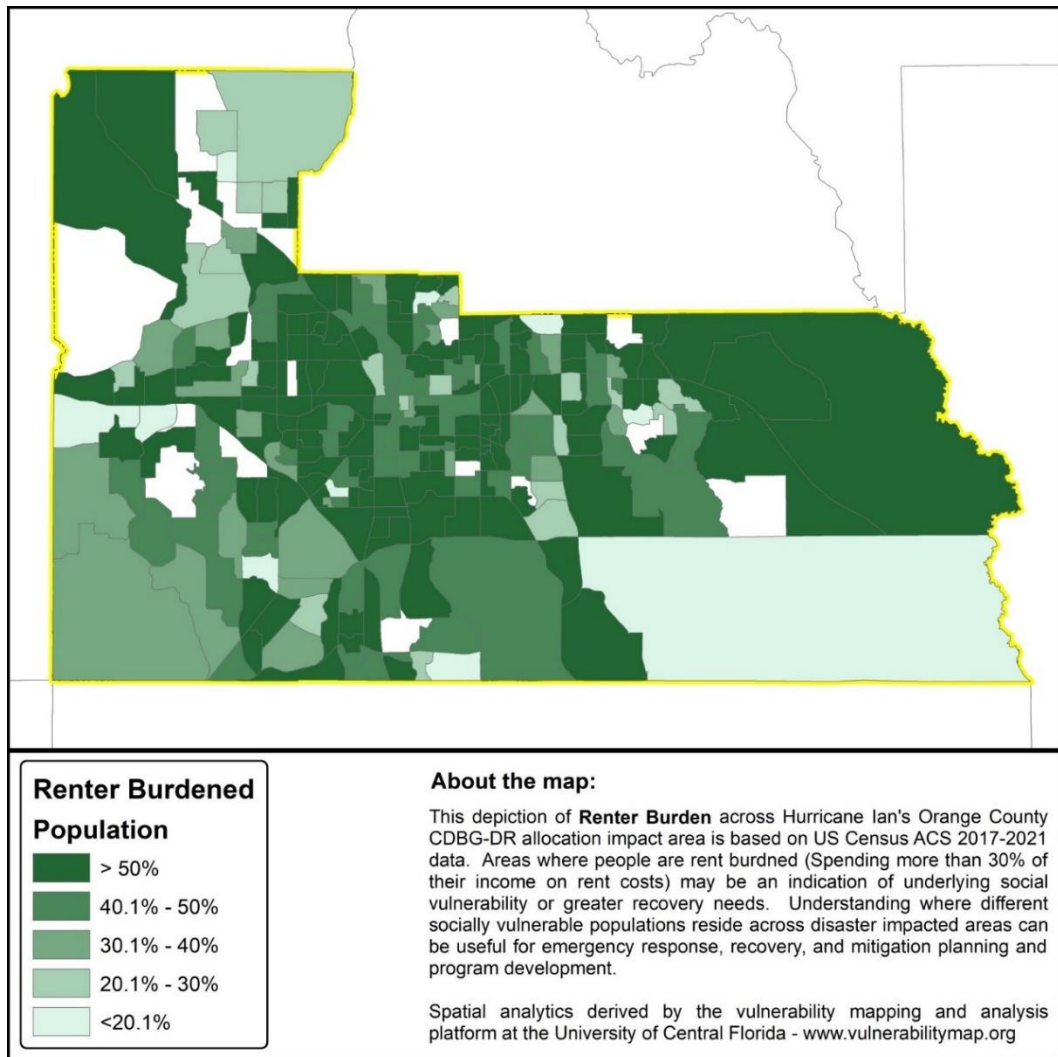 Renter Burdened
Population
> 50%
40.1% - 50%
30.1% - 40%
20.1% - 30%
<20.1%
About the map:
This depiction of Renter Burden across Hurricane Ian's Orange County
CDBG-DR allocation impact area is based on US Census ACS 2017-2021
data. Areas where people are rent burdned (Spending more than 30% of
their income on rent costs) may be an indication of underlying social
vulnerability or greater recovery needs. Understanding where different
socially vulnerable populations reside across disaster impacted areas can
be useful for emergency response, recovery, and mitigation planning and
program development.
Spatial analytics derived by the vulnerability mapping and analysis
platform at the University of Central Florida - www.vulnerabilitymap.org